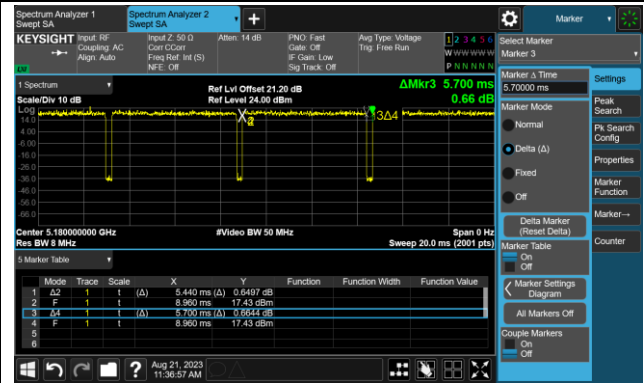 Spectrum Analyzer 1
Swept SA
Spectrum Analyzer 2
Swept SA
+
Marker
KEYSIGHT
Input: RF
Coupling: AC
Align: Auto
Input Z: 50 Ω
Corr CCorr
Freq Ref: Int (S)
NFE: Off
Atten: 14 dB
PNO: Fast
Gate: Off
IF Gain: Low
Sig Track: Off
Avg Type: Voltage
Trig: Free Run
1 2 3 4 5 6
W W W W W W
P N N N N N
LXI
Select Marker
Marker 3
1 Spectrum
Scale/Div 10 dB
Log
Ref Lvl Offset 21.20 dB
Ref Level 24.00 dBm
ΔMkr3 5.700 ms
0.66 dB
14.0
4.00
-6.00
-16.0
-26.0
-36.0
-46.0
-56.0
-66.0
3Δ4
Center 5.180000000 GHz
Res BW 8 MHz
#Video BW 50 MHz
Span 0 Hz
Sweep 20.0 ms (2001 pts)
5 Marker Table
Mode Trace Scale X Y Function Function Width Function Value
1 Δ2 1 t (Δ) 5.440 ms (Δ) 0.6497 dB
2 F 1 t 8.960 ms 17.43 dBm
3 Δ4 1 t (Δ) 5.700 ms (Δ) 0.6644 dB
4 F 1 t 8.960 ms 17.43 dBm
5
6
Marker Δ Time
5.70000 ms
Marker Mode
Normal
Delta (Δ)
Fixed
Off
Delta Marker
(Reset Delta)
Marker Table
On
Off
Marker Settings
Diagram
All Markers Off
Couple Markers
On
Off
Settings
Peak
Search
Pk Search
Config
Properties
Marker
Function
Marker→
Counter
?
Aug 21, 2023
11:36:57 AM